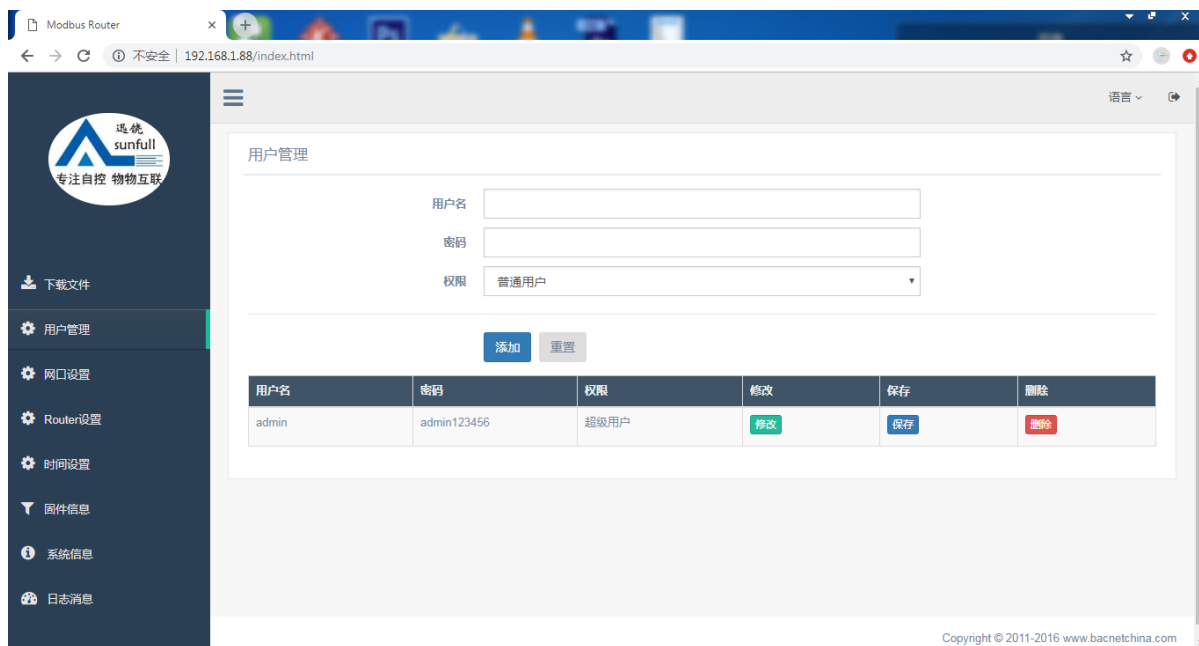 Modbus Router
不安全 | 192.168.1.88/index.html
语言
迅饶
sunfull
专注自控 物物互联
下载文件
用户管理
网口设置
Router设置
时间设置
固件信息
系统信息
日志消息
用户管理
用户名
密码
权限 普通用户
添加 重置
用户名 密码 权限 修改 保存 删除
admin admin123456 超级用户 修改 保存 删除
Copyright © 2011-2016 www.bacnetchina.com